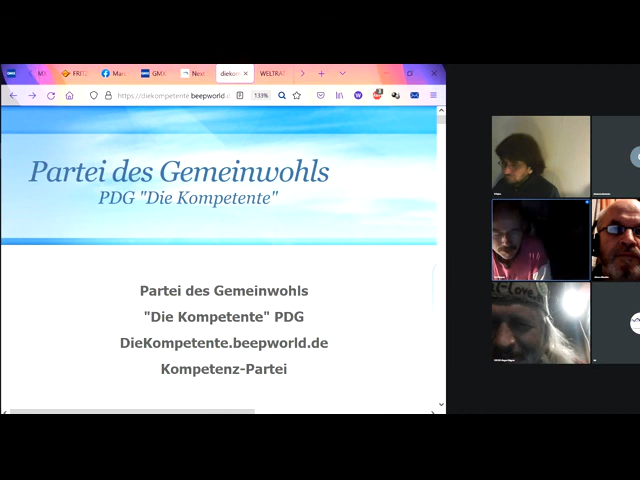 FRITZ
GMX
Next
diekom
WELTRAT
https://diekompetente.beepworld.
133%
Partei des Gemeinwohls
PDG "Die Kompetente"
Partei des Gemeinwohls
"Die Kompetente" PDG
DieKompetente.beepworld.de
Kompetenz-Partei